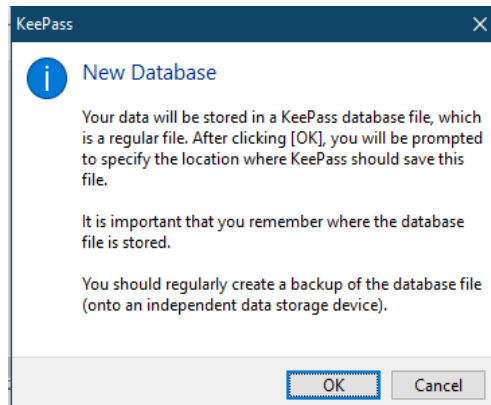 KeePass
New Database
Your data will be stored in a KeePass database file, which
is a regular file. After clicking [OK], you will be prompted
to specify the location where KeePass should save this
file.
It is important that you remember where the database
file is stored.
You should regularly create a backup of the database file
(onto an independent data storage device).
OK
Cancel